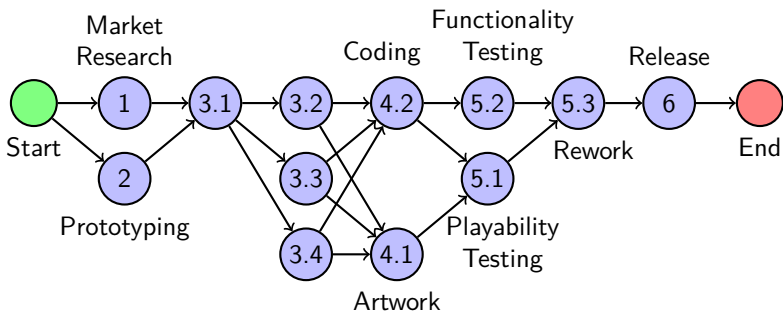 Market
Research
Coding
Functionality
Testing
Release
1
3.1
3.2
4.2
5.2
5.3
6
Start
Rework
End
2
3.3
5.1
Prototyping
Playability
Testing
3.4
4.1
Artwork